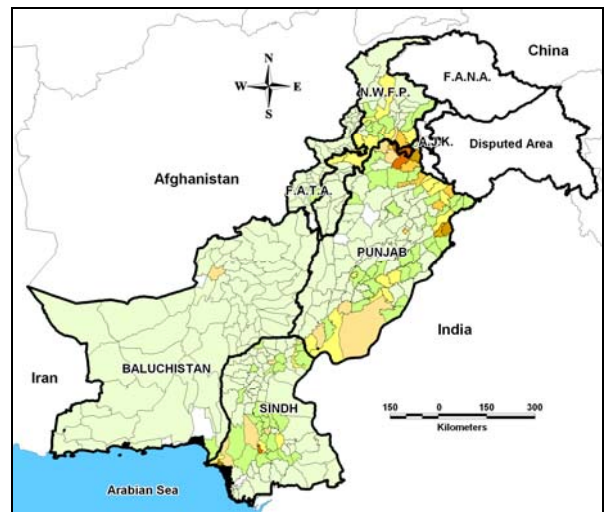 China
N
W E
S
F.A.N.A.
N.W.F.P.
A.J.K.
Disputed Area
Afghanistan
F.A.T.A.
PUNJAB
India
Iran
BALUCHISTAN
SINDH
150 0 150 300
Kilometers
Arabian Sea